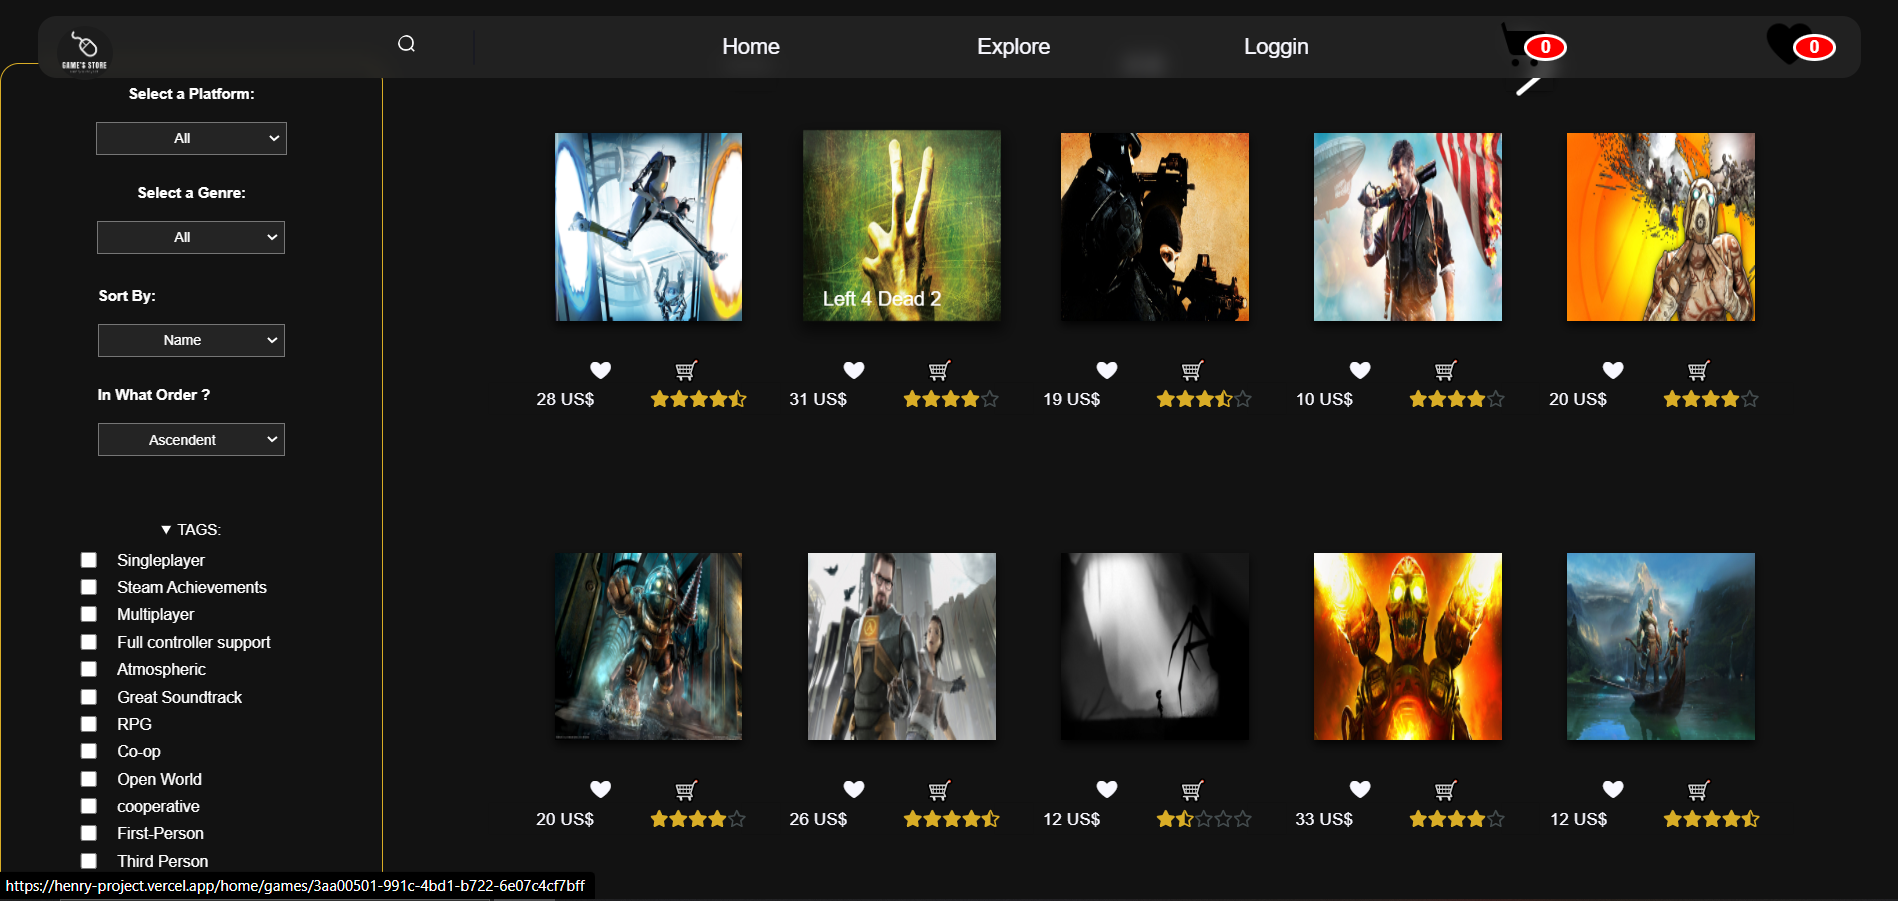 GAME'S STORE
Home
Explore
Loggin
0
0
Select a Platform:
All
Select a Genre:
All
Sort By:
Name
In What Order ?
Ascendent
TAGS:
Singleplayer
Steam Achievements
Multiplayer
Full controller support
Atmospheric
Great Soundtrack
RPG
Co-op
Open World
cooperative
First-Person
Third Person
Left 4 Dead 2
28 US$
31 US$
19 US$
10 US$
20 US$
20 US$
26 US$
12 US$
33 US$
12 US$
https://henry-project.vercel.app/home/games/3aa00501-991c-4bd1-b722-6e07c4cf7bff